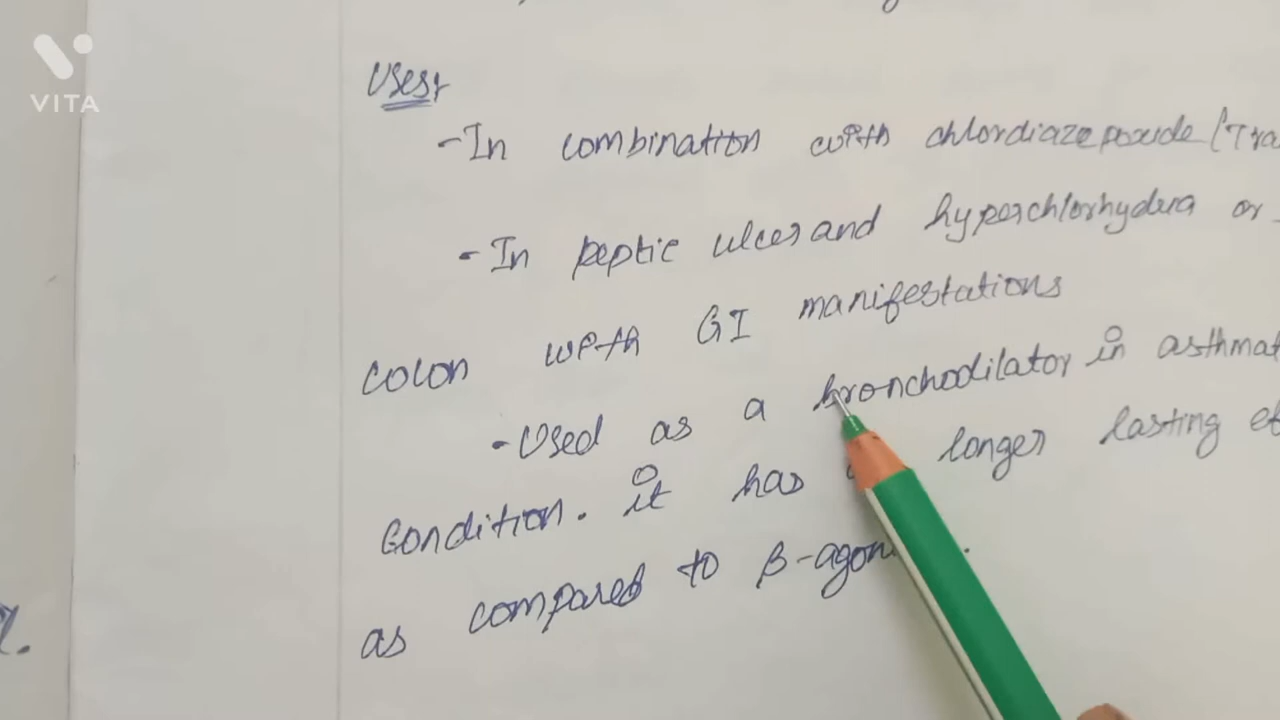 VITA
Uses:
-In combination with chlordiazepoxide (Tra
-In peptic ulcer and hyperchlorhydria or
colon with GI manifestations
-Used as a bronchodilator in asthmat
condition. it has longer lasting ef
as compared to β-agon